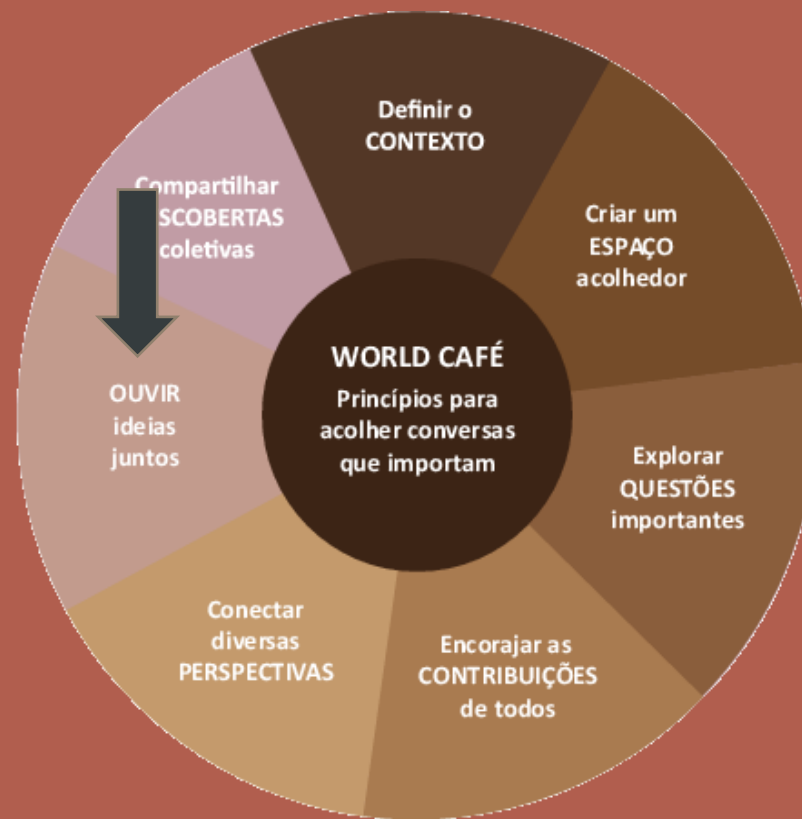 Definir o
CONTEXTO
Criar um
ESPAÇO
acolhedor
Explorar
QUESTÕES
importantes
Encorajar as
CONTRIBUIÇÕES
de todos
Conectar
diversas
PERSPECTIVAS
OUVIR
ideias
juntos
Compartilhar
coletivas
WORLD CAFÉ
Princípios para
acolher conversas
que importam